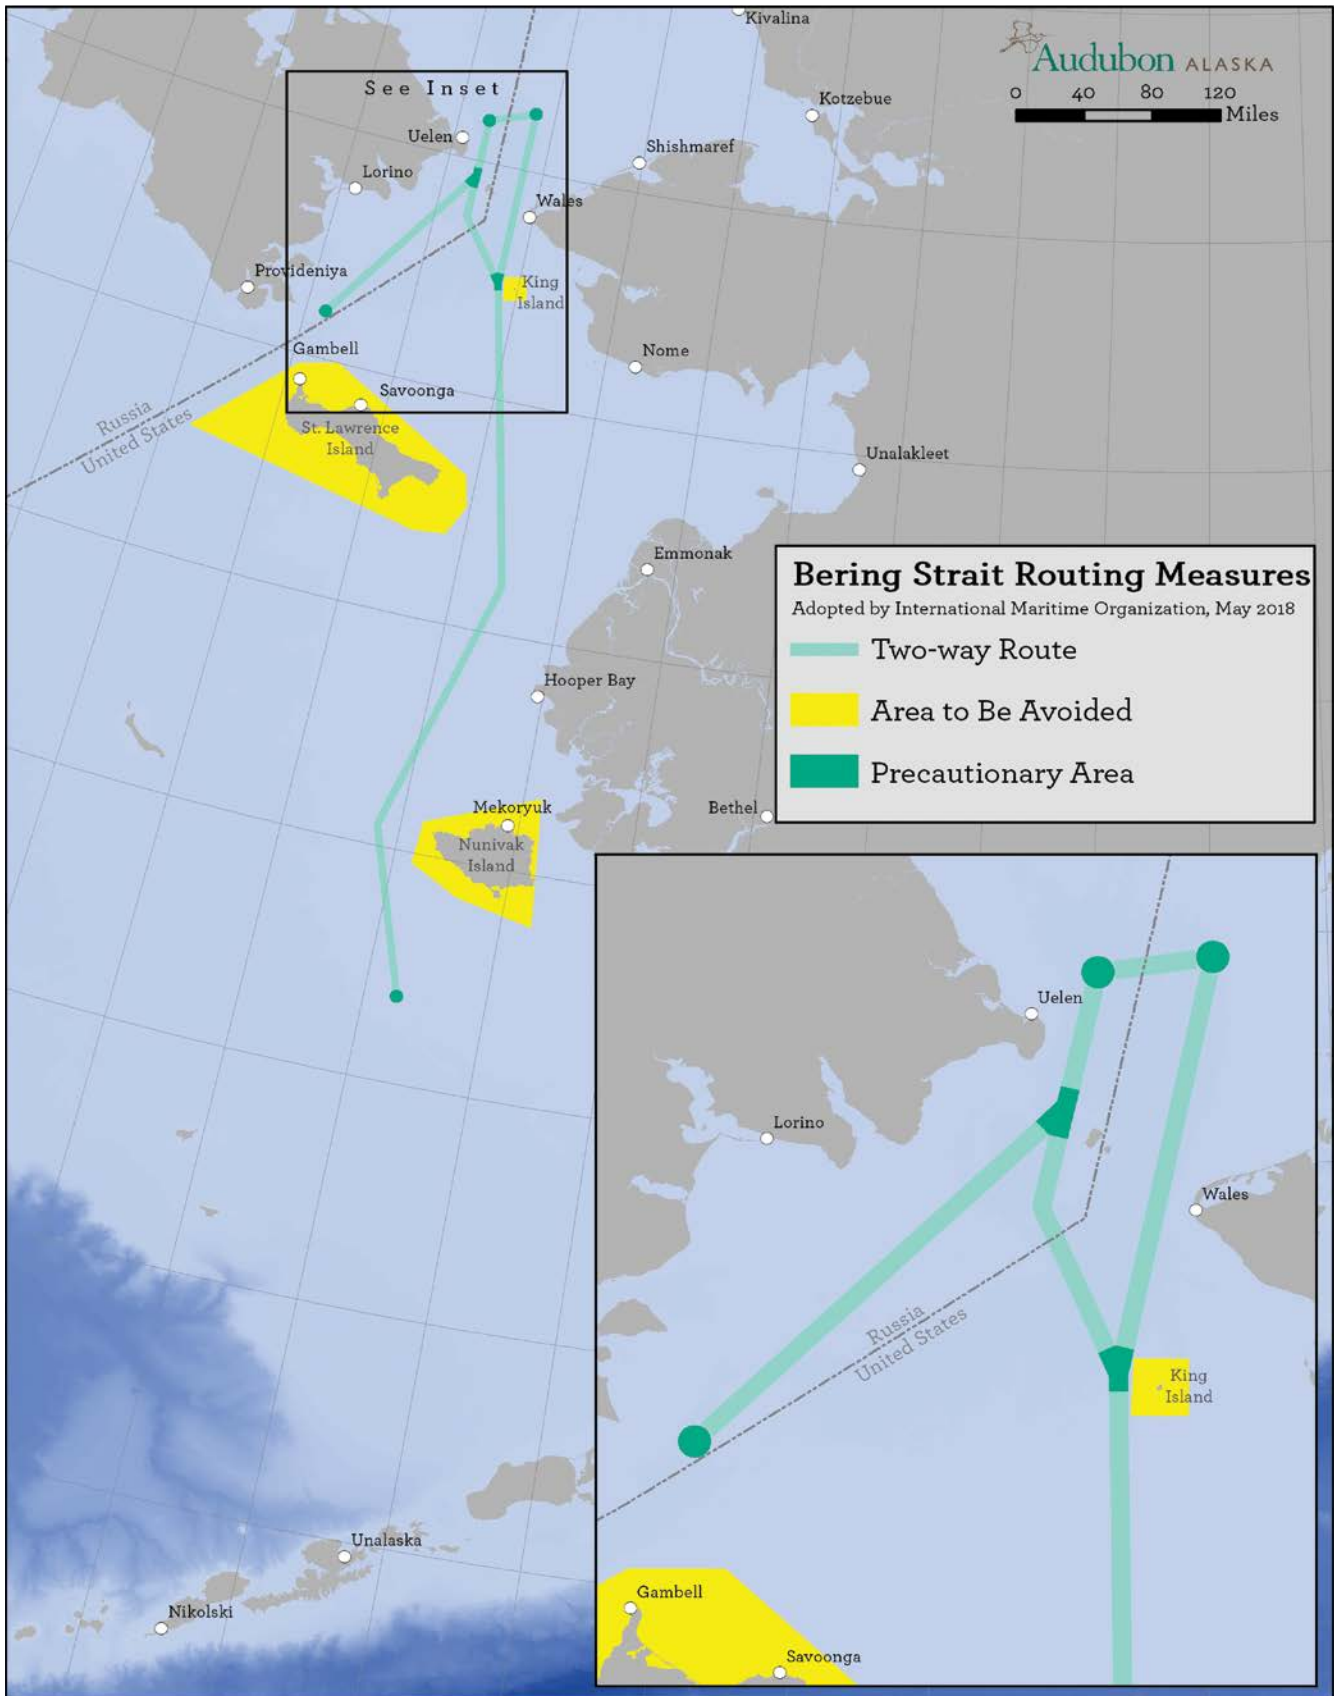 Kivalina
Audubon ALASKA
0 40 80 120
Miles
See Inset
Kotzebue
Uelen
Shishmaref
Lorino
Wales
Provideniya
King
Island
Gambell
Nome
Savoonga
Russia
United States
St. Lawrence
Island
Unalakleet
Emmonak
Bering Strait Routing Measures
Adopted by International Maritime Organization, May 2018
Two-way Route
Area to Be Avoided
Precautionary Area
Hooper Bay
Mekoryuk
Bethel
Nunivak
Island
Uelen
Lorino
Wales
Russia
United States
King
Island
Unalaska
Gambell
Nikolski
Savoonga